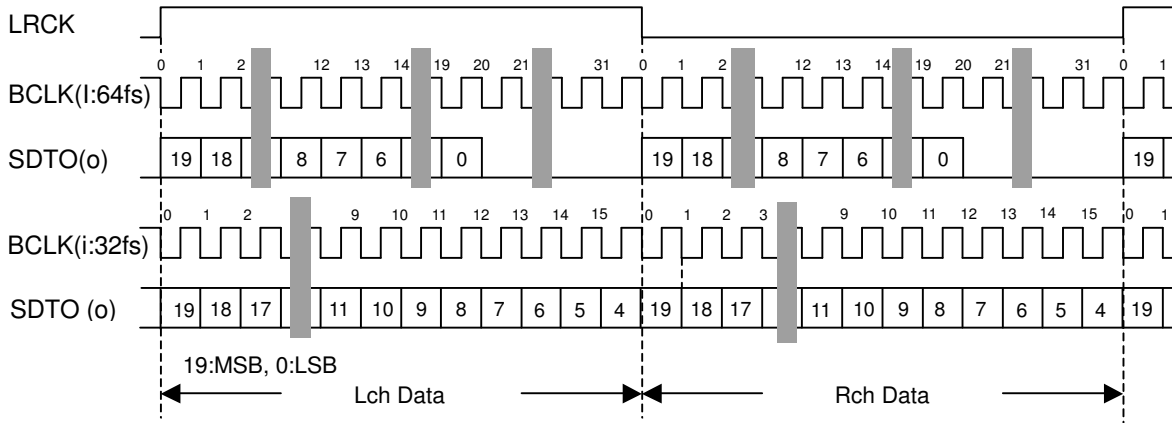 LRCK
0 1 2 12 13 14 19 20 21 31 0 1 2 12 13 14 19 20 21 31 0 1
BCLK(I:64fs)
SDTO(o) 19 18 8 7 6 0 19 18 8 7 6 0 19
0 1 2 9 10 11 12 13 14 15 0 1 2 3 9 10 11 12 13 14 15 0 1
BCLK(i:32fs)
SDTO (o) 19 18 17 11 10 9 8 7 6 5 4 19 18 17 11 10 9 8 7 6 5 4 19
19:MSB, 0:LSB
Lch Data Rch Data